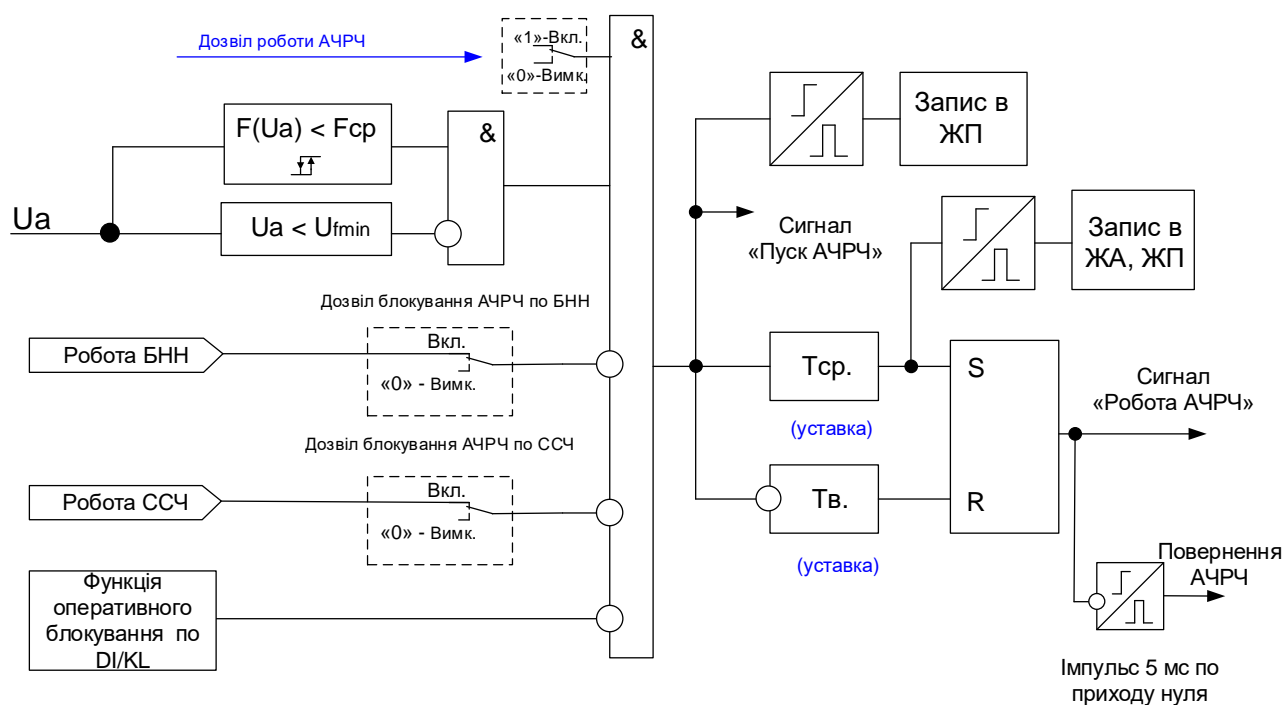 Дозвіл роботи АЧРЧ
«1»-Вкл.
«0»-Вимк.
&
F(Ua) < Fср
&
Ua
Ua < Ufmin
Запис в
ЖП
Сигнал
«Пуск АЧРЧ»
Запис в
ЖА, ЖП
Дозвіл блокування АЧРЧ по БНН
Робота БНН
Вкл.
«0» - Вимк.
Тср.
(уставка)
S
R
Сигнал
«Робота АЧРЧ»
Дозвіл блокування АЧРЧ по ССЧ
Робота ССЧ
Вкл.
«0» - Вимк.
Тв.
(уставка)
Функція
оперативного
блокування по
DI/KL
Повернення
АЧРЧ
Імпульс 5 мс по
приходу нуля